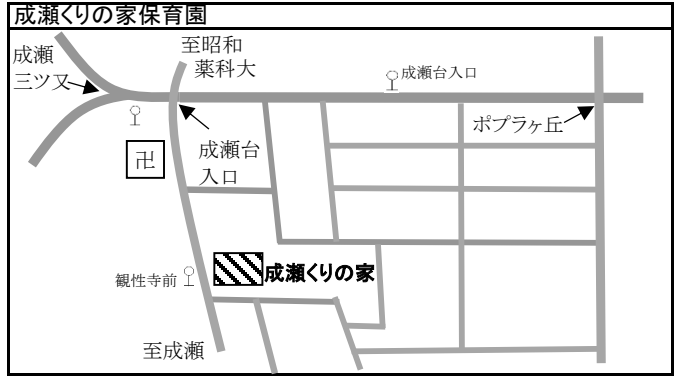 成瀬くりの家保育園
成瀬
三ツ又
至昭和
薬科大
成瀬台入口
ポプラヶ丘
成瀬台
入口
卍
成瀬くりの家
観性寺前
至成瀬